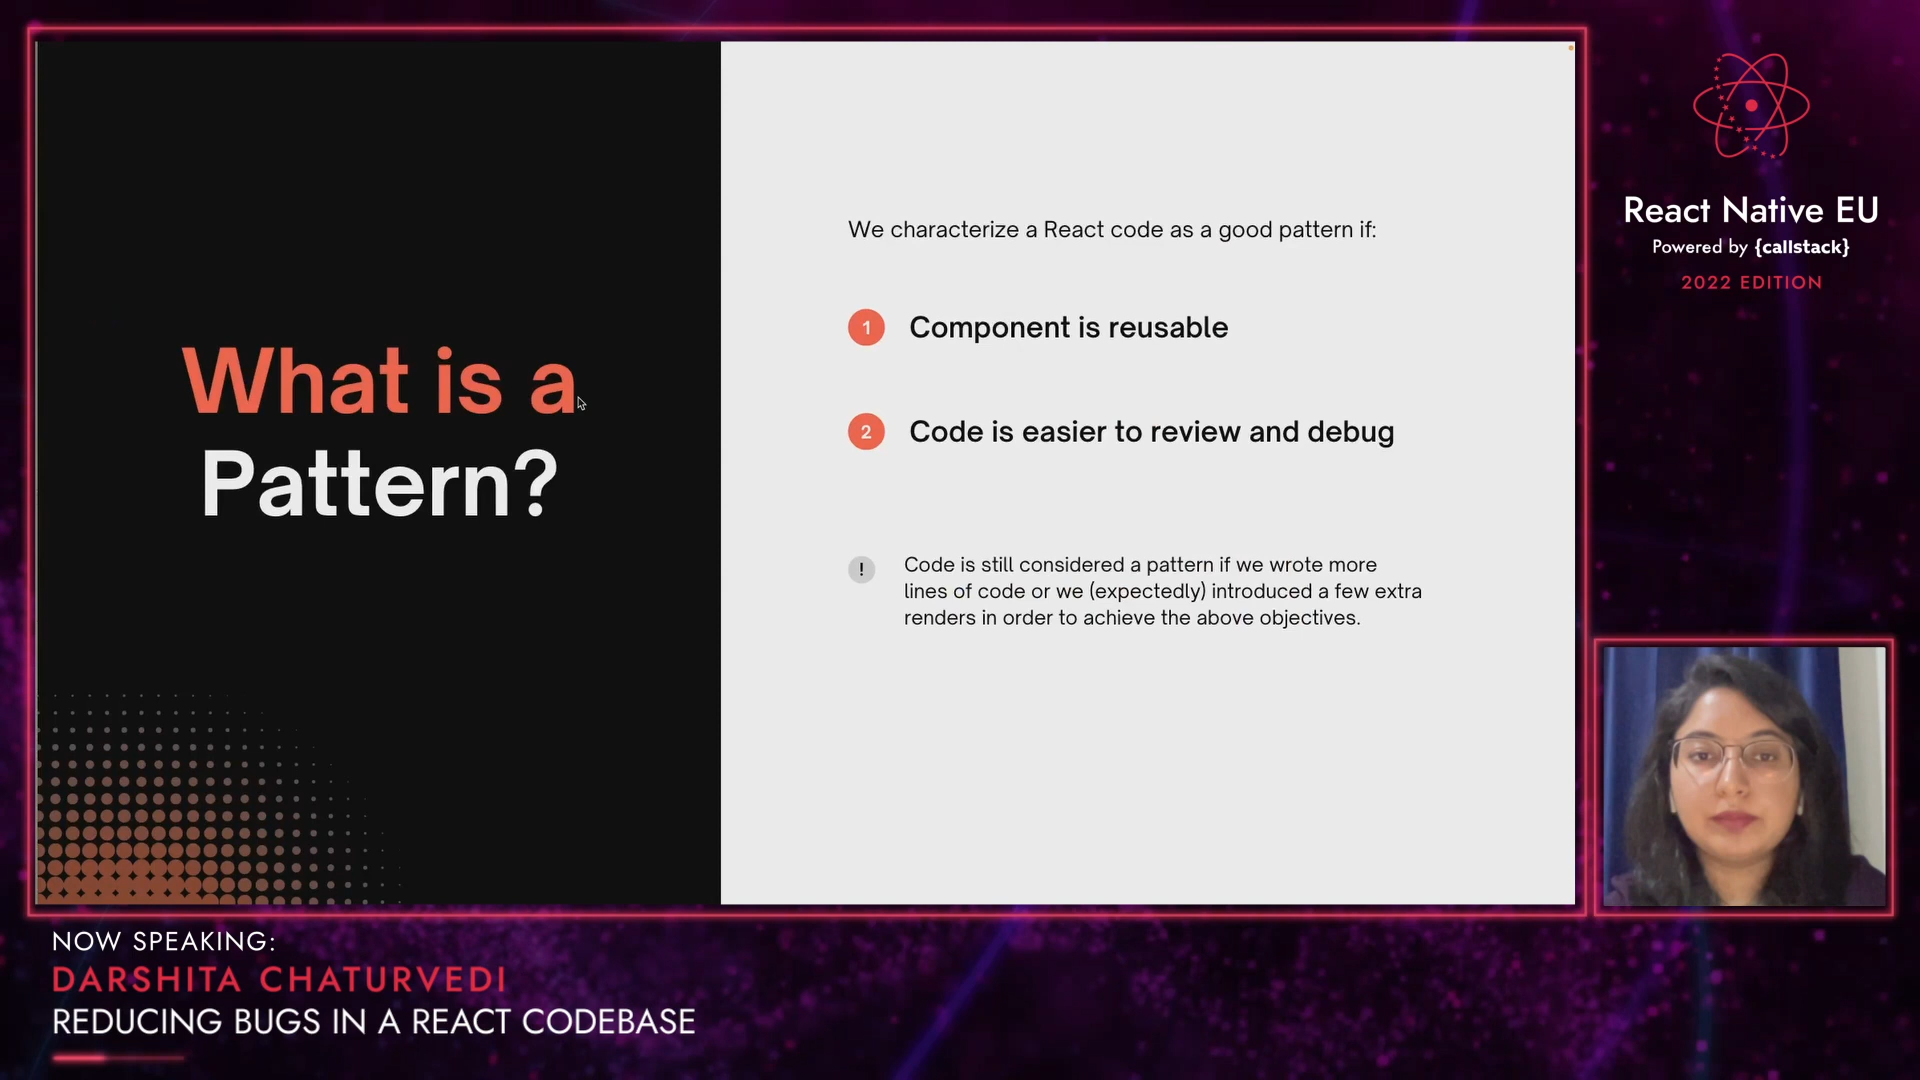 What is a
Pattern?
We characterize a React code as a good pattern if:
1 Component is reusable
2 Code is easier to review and debug
! Code is still considered a pattern if we wrote more
lines of code or we (expectedly) introduced a few extra
renders in order to achieve the above objectives.
React Native EU
Powered by {callstack}
2022 EDITION
NOW SPEAKING:
DARSHITA CHATURVEDI
REDUCING BUGS IN A REACT CODEBASE